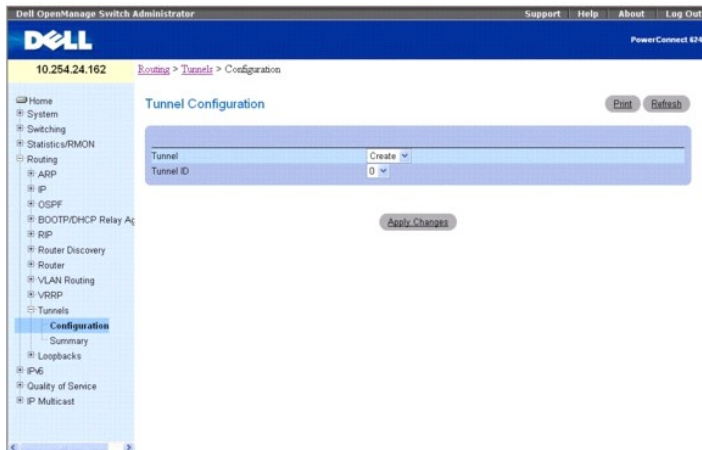 Dell OpenManage Switch Administrator
Support Help About Log Out
DELL
PowerConnect 624
10.254.24.162
Routing > Tunnels > Configuration
Home
System
Switching
Statistics/RMON
Routing
ARP
IP
OSPF
BOOTP/DHCP Relay Ag
RIP
Router Discovery
Router
VLAN Routing
VRRP
Tunnels
Configuration
Summary
Loopbacks
IPv6
Quality of Service
IP Multicast
Tunnel Configuration
Print Refresh
Tunnel Create
Tunnel ID 0
Apply Changes